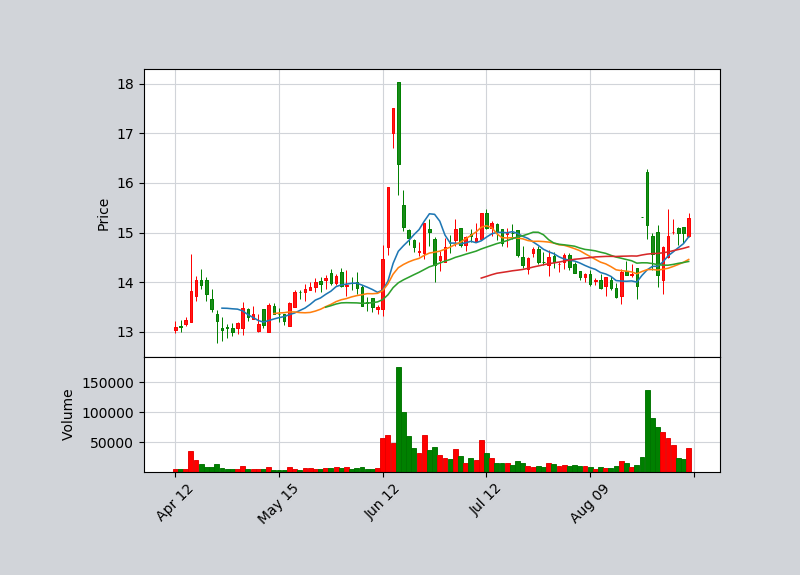 18
17
16
15
14
13
Price
150000
100000
50000
Volume
Apr 12
May 15
Jun 12
Jul 12
Aug 09